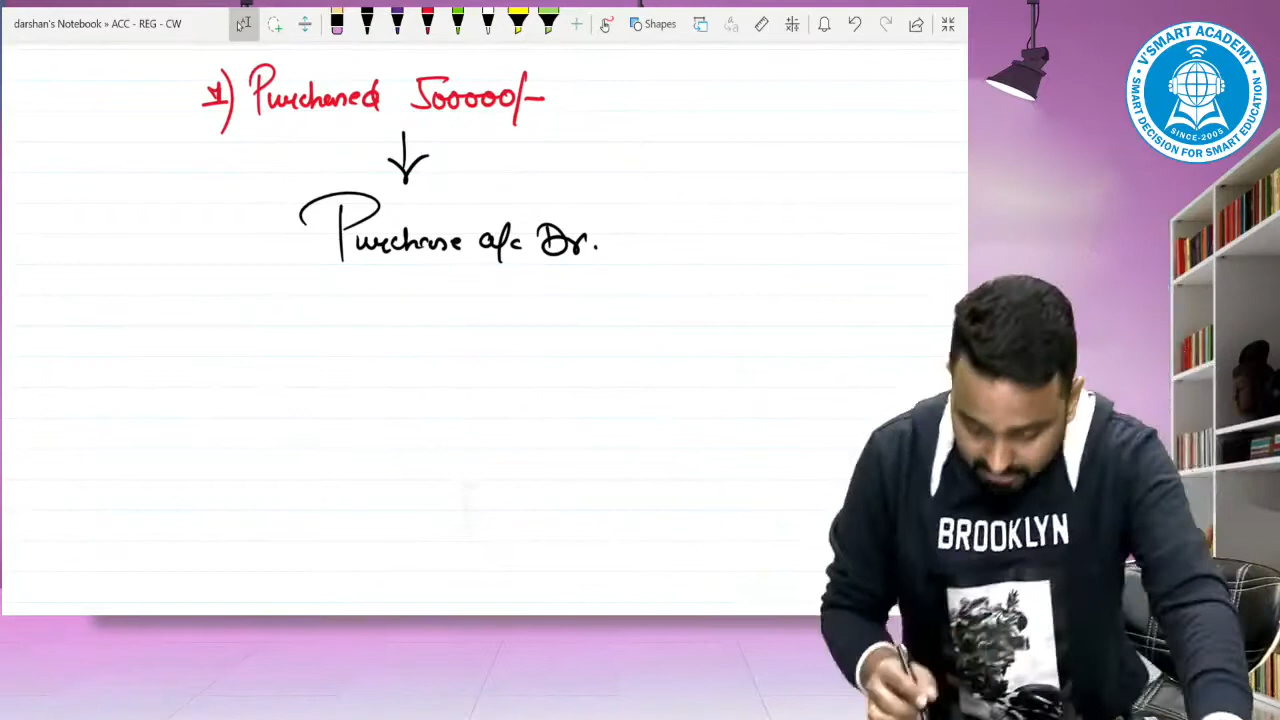 darshan's Notebook » ACC - REG - CW
Shapes
1) Purchased 500000/-
Purchase a/c Dr.
V'SMART ACADEMY
SINCE-2005
SMART DECISION FOR SMART EDUCATION
BROOKLYN